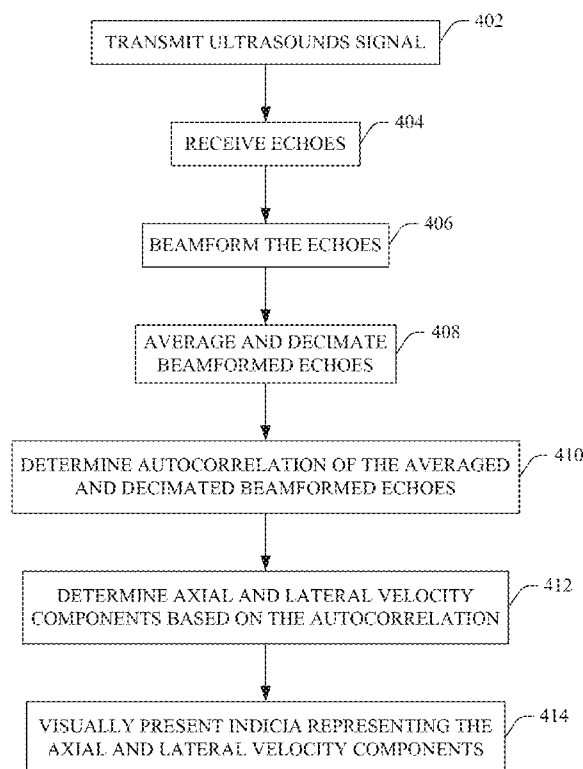 TRANSMIT ULTRASOUNDS SIGNAL
402
RECEIVE ECHOES
404
BEAMFORM THE ECHOES
406
AVERAGE AND DECIMATE
BEAMFORMED ECHOES
408
DETERMINE AUTOCORRELATION OF THE AVERAGED
AND DECIMATED BEAMFORMED ECHOES
410
DETERMINE AXIAL AND LATERAL VELOCITY
COMPONENTS BASED ON THE AUTOCORRELATION
412
VISUALLY PRESENT INDICIA REPRESENTING THE
AXIAL AND LATERAL VELOCITY COMPONENTS
414